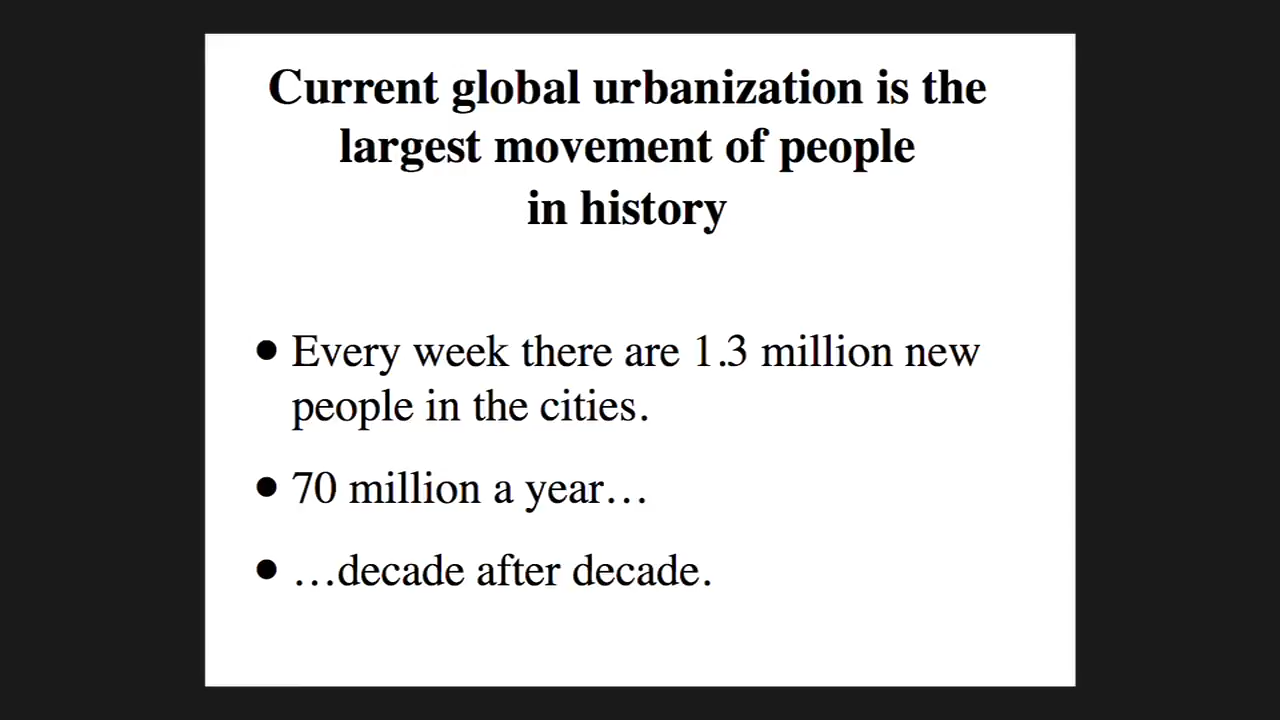 Current global urbanization is the
largest movement of people
in history
• Every week there are 1.3 million new
people in the cities.
• 70 million a year…
• …decade after decade.